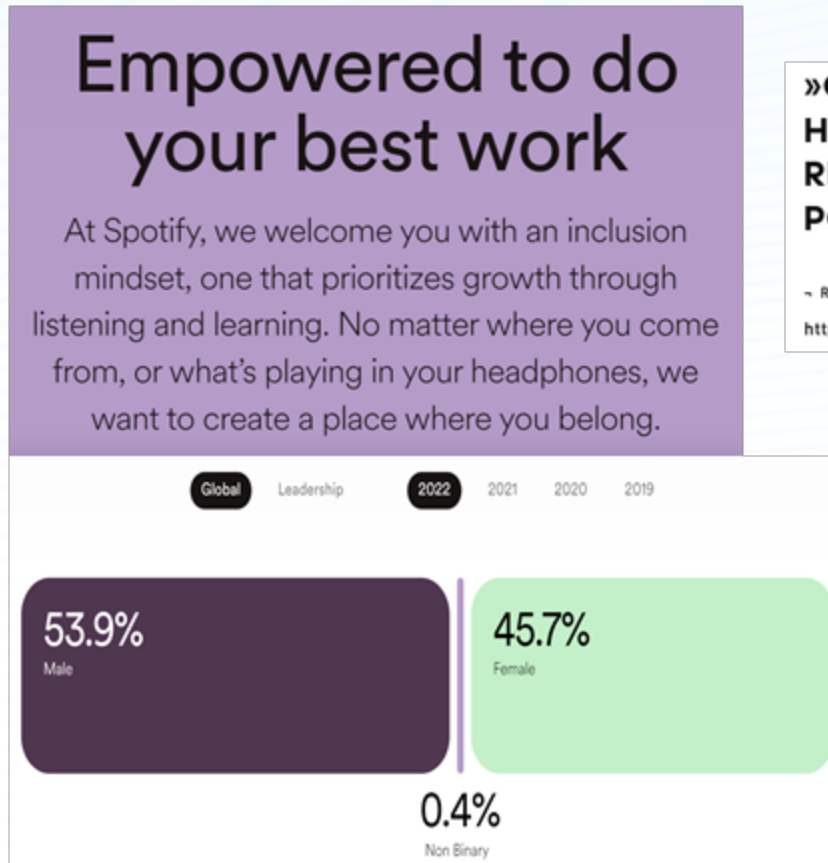 Empowered to do
your best work
At Spotify, we welcome you with an inclusion
mindset, one that prioritizes growth through
listening and learning. No matter where you come
from, or what's playing in your headphones, we
want to create a place where you belong.
Global Leadership 2022 2021 2020 2019
53.9%
Male
45.7%
Female
0.4%
Non Binary